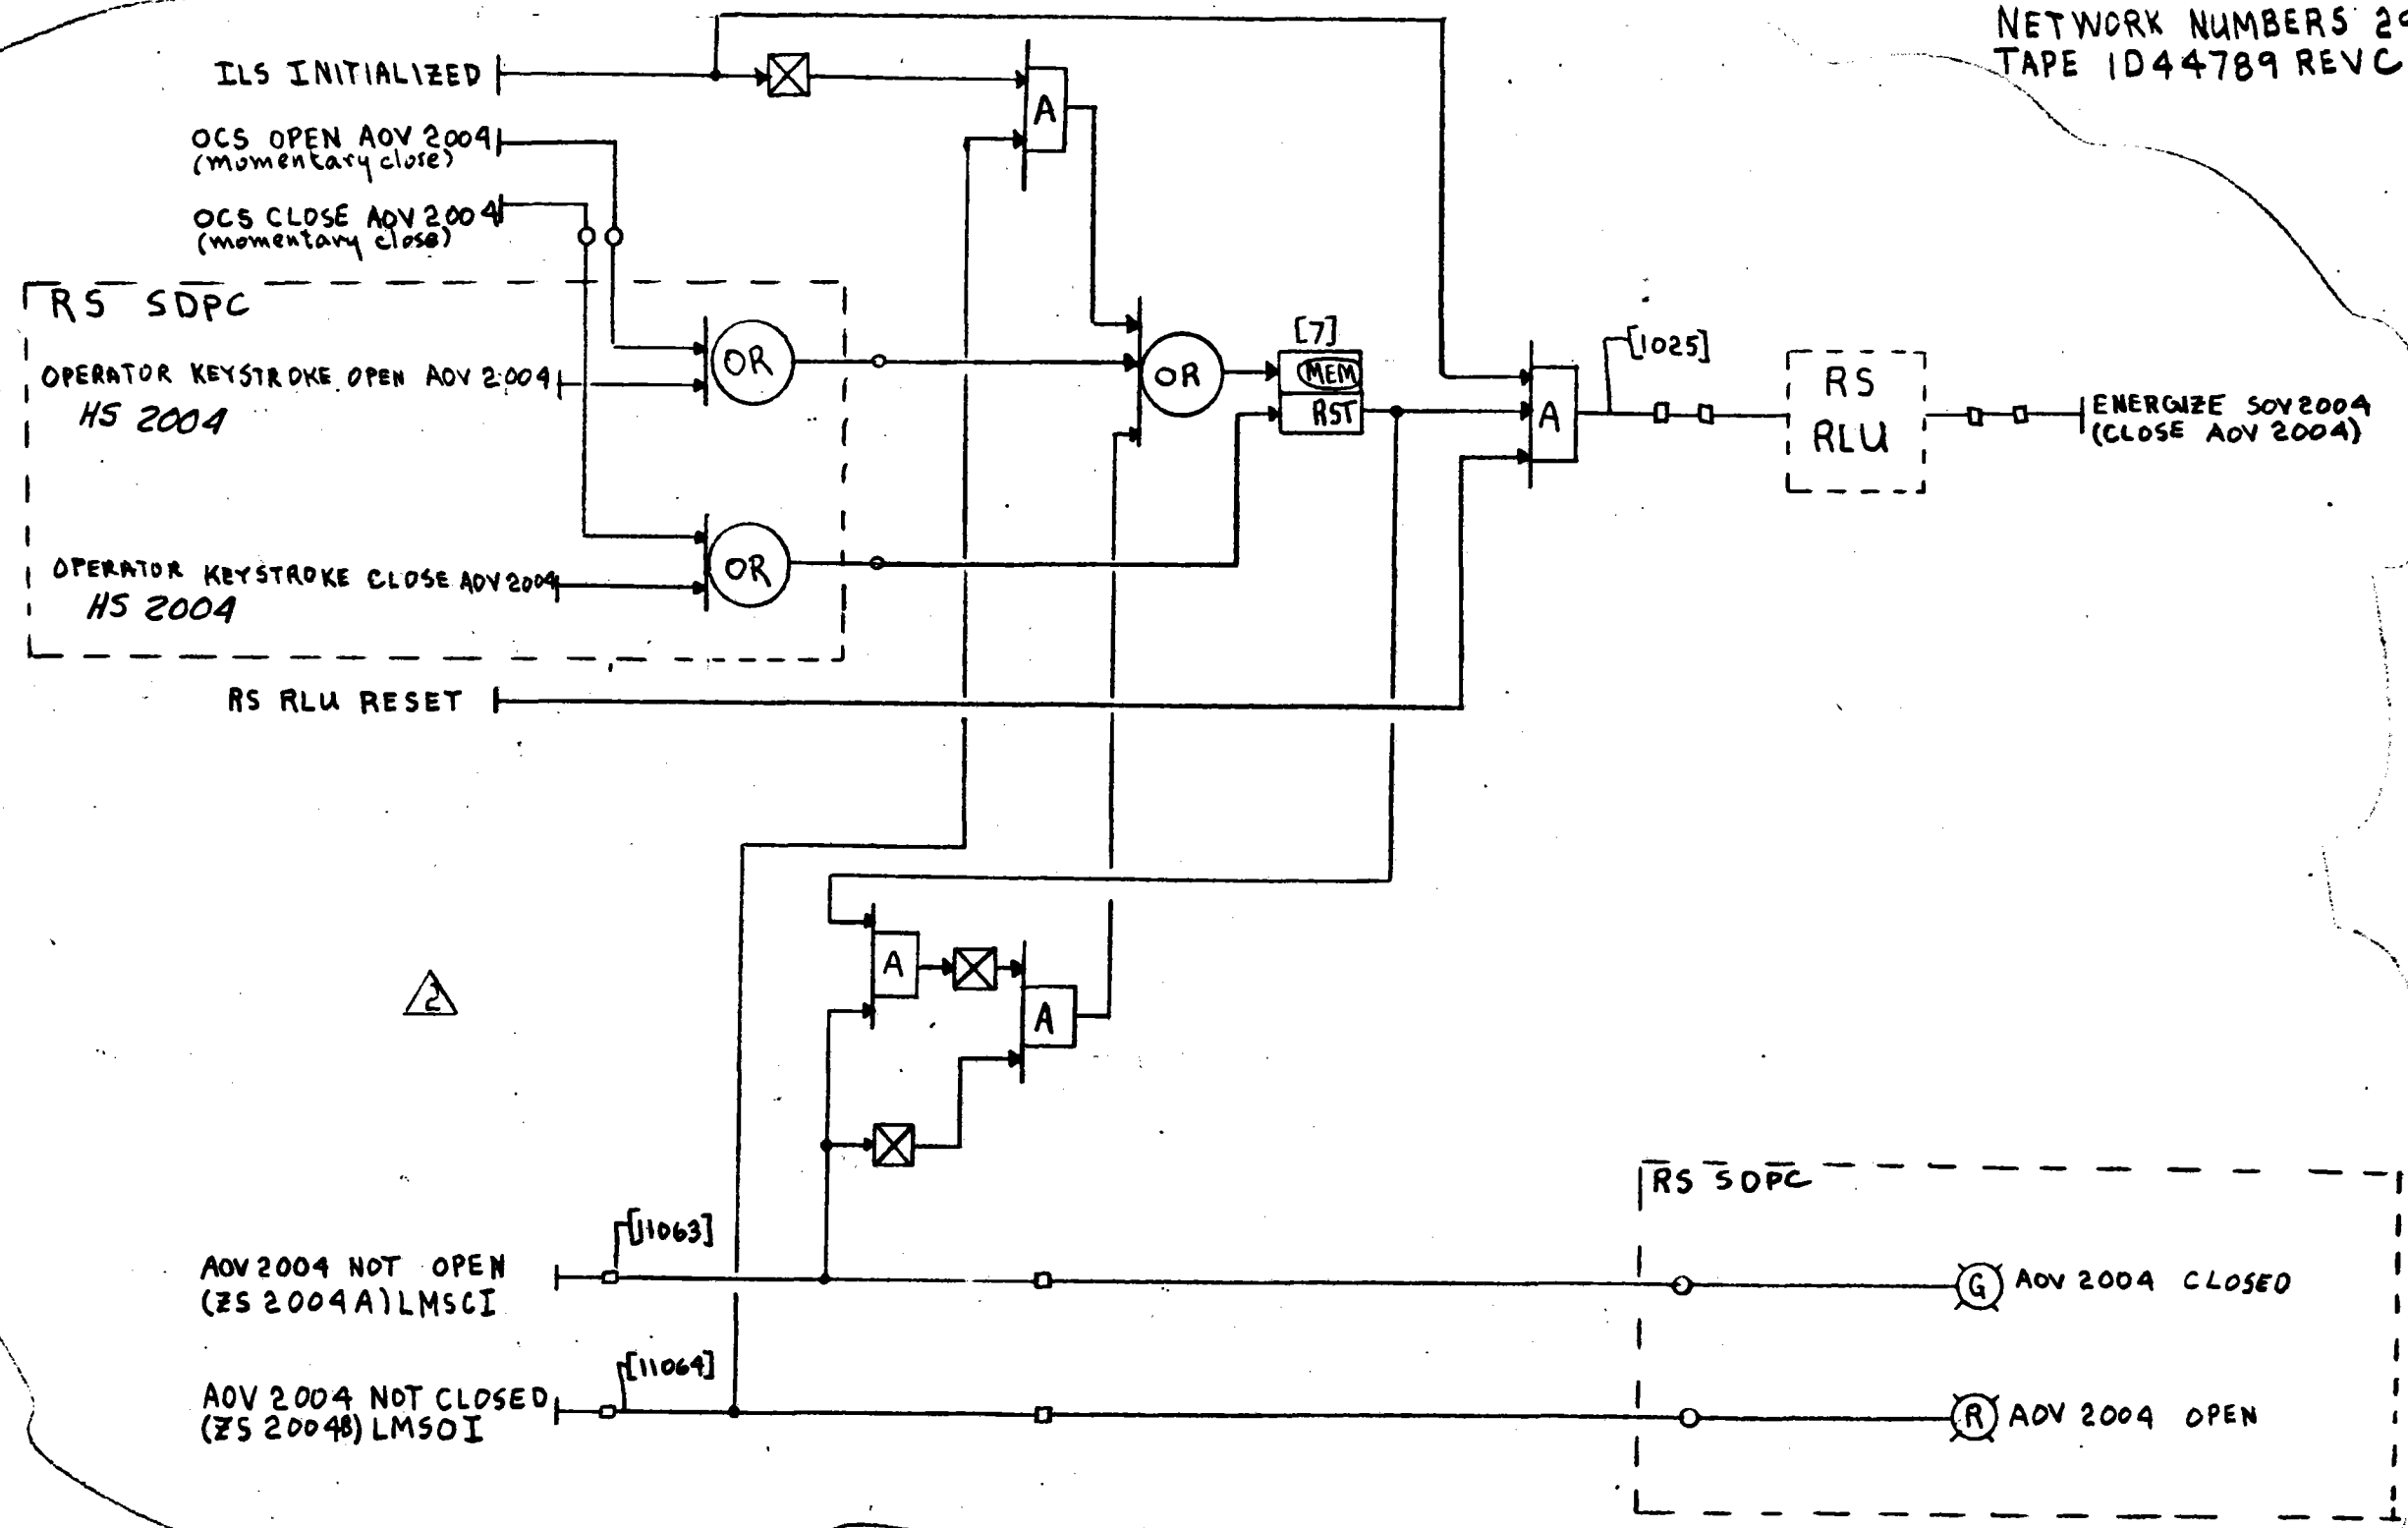 NETWORK NUMBERS
TAPE 1D44789 REV C
ILS INITIALIZED
A
OCS OPEN AOV 2004
(momentary close)
OCS CLOSE AOV 2004
(momentary close)
RS SDPC
OR
OPERATOR KEYSTROKE OPEN AOV 2004
HS 2004
OR
[7]
MEM
RST
A
[1025]
RS
RLU
ENERGIZE SOV 2004
(CLOSE AOV 2004)
OR
OPERATOR KEYSTROKE CLOSE AOV 2004
HS 2004
RS RLU RESET
A
A
2
RS SDPC
[11063]
AOV 2004 NOT OPEN
(ZS 2004A) LMSCI
G
AOV 2004 CLOSED
[11064]
AOV 2004 NOT CLOSED
(ZS 2004B) LMSOI
R
AOV 2004 OPEN